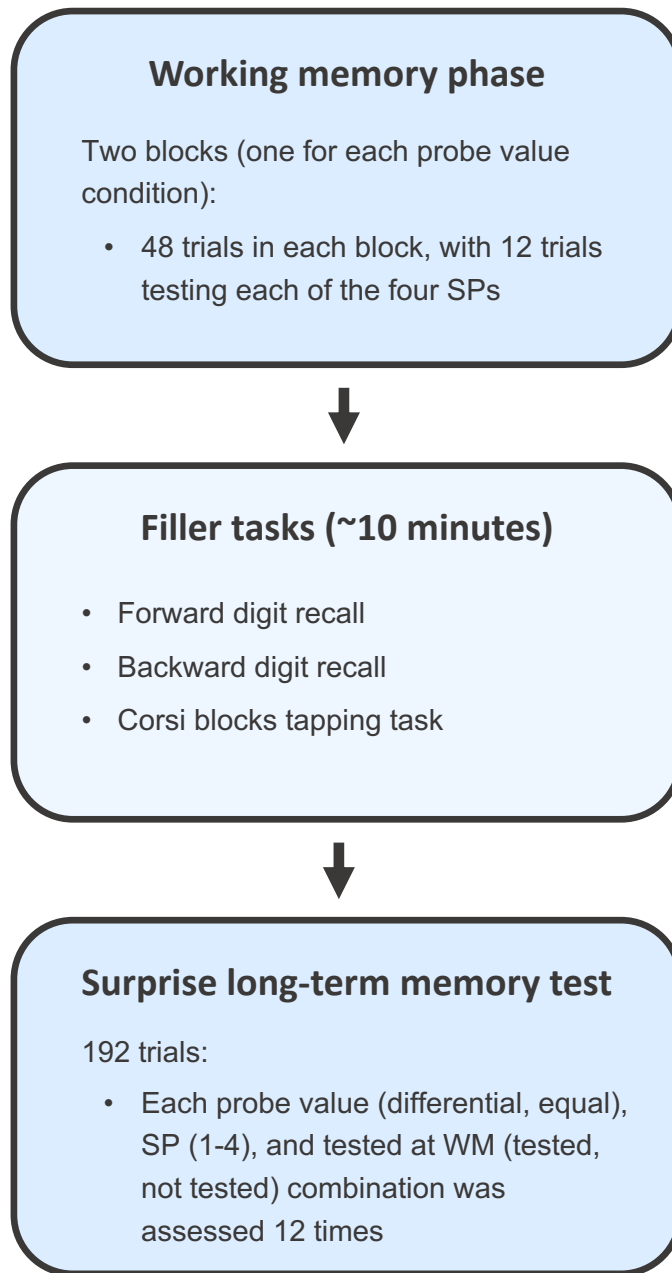 Working memory phase
Two blocks (one for each probe value
condition):
• 48 trials in each block, with 12 trials
testing each of the four SPs
Filler tasks (~10 minutes)
• Forward digit recall
• Backward digit recall
• Corsi blocks tapping task
Surprise long-term memory test
192 trials:
• Each probe value (differential, equal),
SP (1-4), and tested at WM (tested,
not tested) combination was
assessed 12 times